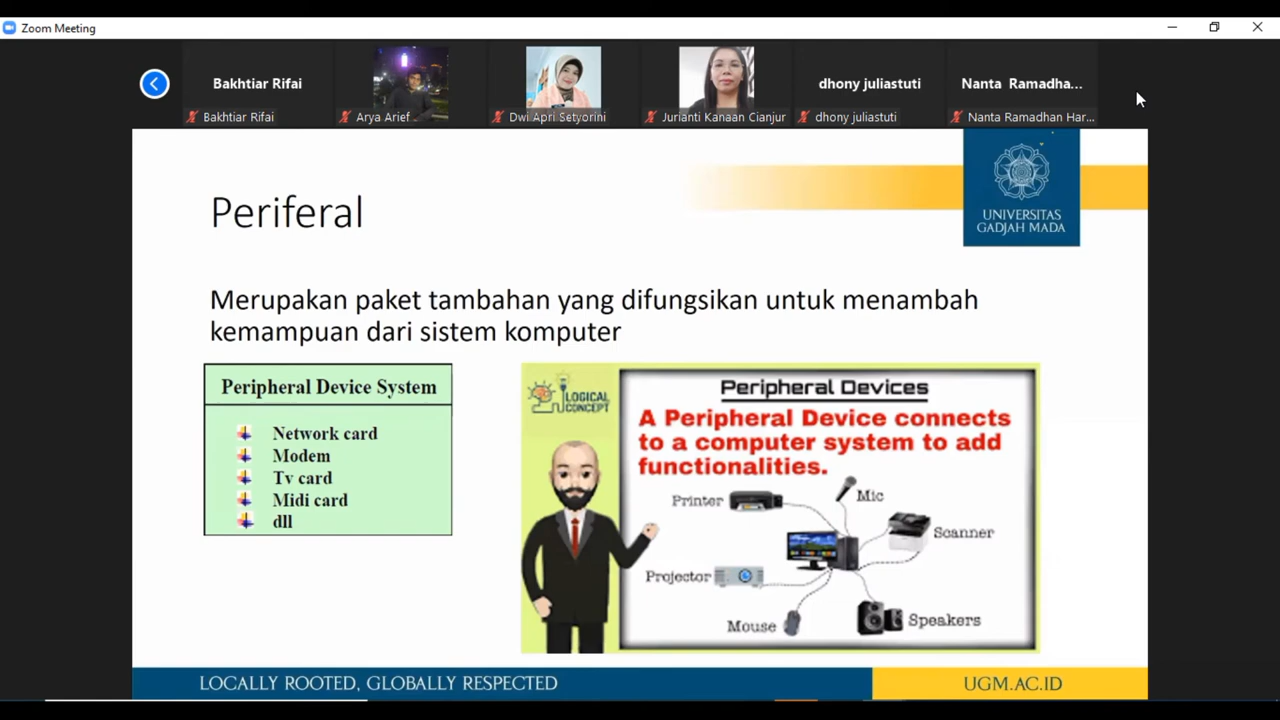 Zoom Meeting
Bakhtiar Rifai
dhony juliastuti
Nanta Ramadha...
Bakhtiar Rifai
Arya Arief...
Dwi Apri Setyorini
Jurianti Kanaan Cianjur
dhony juliastuti
Nanta Ramadhan Har...
UNIVERSITAS
GADJAH MADA
Periferal
Merupakan paket tambahan yang difungsikan untuk menambah
kemampuan dari sistem komputer
Peripheral Device System
Network card
Modem
Tv card
Midi card
dll
LOGICAL
CONCEPT
Peripheral Devices
A Peripheral Device connects
to a computer system to add
functionalities.
Printer
Mic
Scanner
Projector
Mouse
Speakers
LOCALLY ROOTED, GLOBALLY RESPECTED
UGM.AC.ID